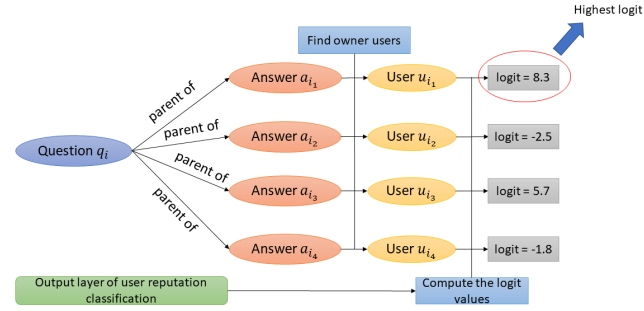 Highest logit
Find owner users
Answer a_{i_1}
User u_{i_1}
logit = 8.3
parent of
Answer a_{i_2}
User u_{i_2}
logit = -2.5
parent of
Question q_i
parent of
Answer a_{i_3}
User u_{i_3}
logit = 5.7
parent of
Answer a_{i_4}
User u_{i_4}
logit = -1.8
Output layer of user reputation
classification
Compute the logit
values